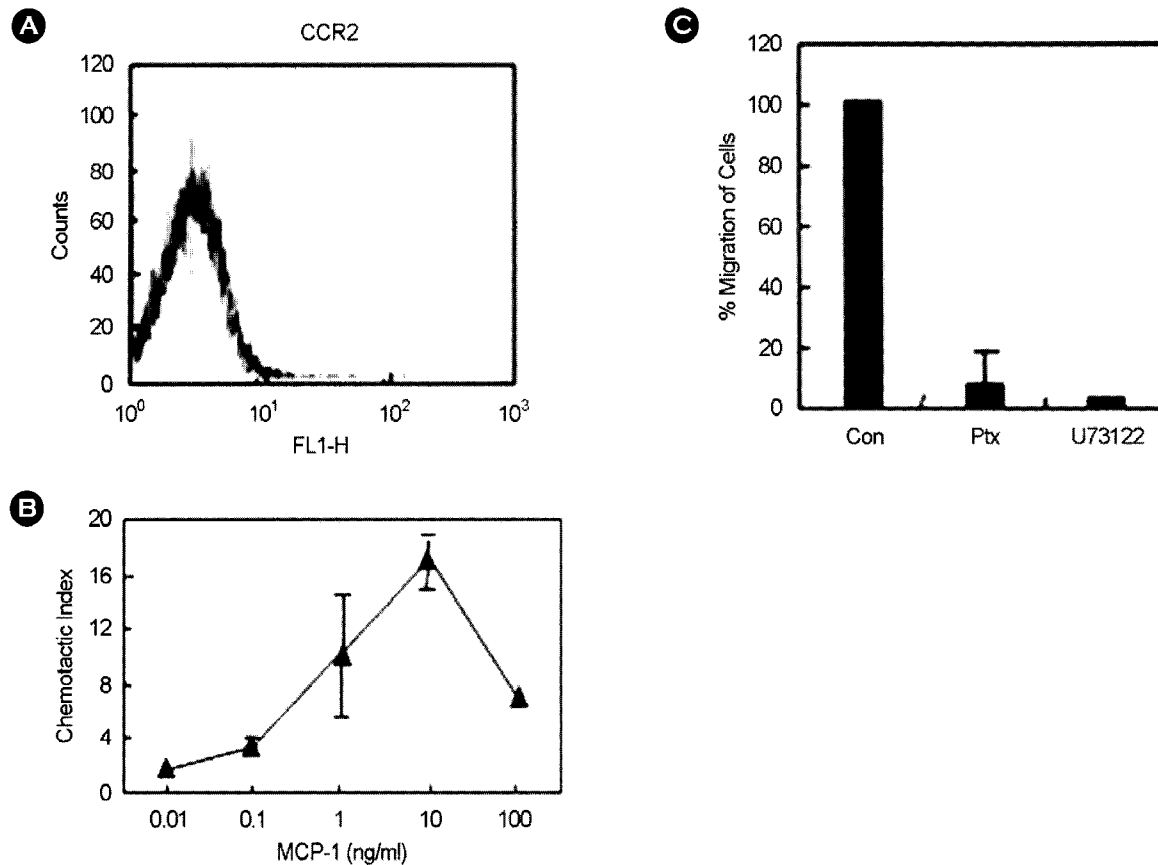 A
CCR2
120
100
80
60
40
20
0
Counts
10⁰ 10¹ 10² 10³
FL1-H
B
20
16
12
8
4
0
Chemotactic Index
0.01 0.1 1 10 100
MCP-1 (ng/ml)
C
120
100
80
60
40
20
0
% Migration of Cells
Con Ptx U73122